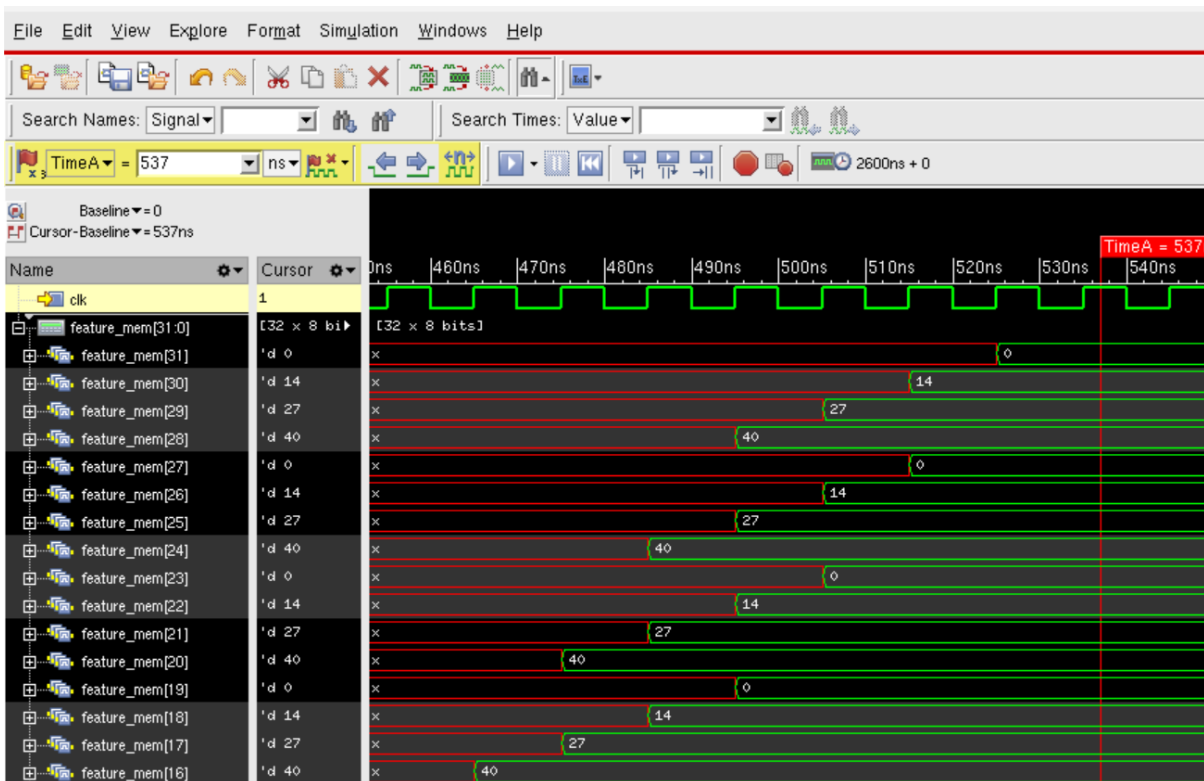 File Edit View Explore Format Simulation Windows Help
TxE
Search Names: Signal Search Times: Value
TimeA = 537 ns 2600ns + 0
Baseline = 0
Cursor-Baseline = 537ns
TimeA = 537
Name Cursor 0ns 460ns 470ns 480ns 490ns 500ns 510ns 520ns 530ns 540ns
clk 1
feature_mem[31:0] [32 x 8 bi [32 x 8 bits]
feature_mem[31] 'd 0 x 0
feature_mem[30] 'd 14 x 14
feature_mem[29] 'd 27 x 27
feature_mem[28] 'd 40 x 40
feature_mem[27] 'd 0 x 0
feature_mem[26] 'd 14 x 14
feature_mem[25] 'd 27 x 27
feature_mem[24] 'd 40 x 40
feature_mem[23] 'd 0 x 0
feature_mem[22] 'd 14 x 14
feature_mem[21] 'd 27 x 27
feature_mem[20] 'd 40 x 40
feature_mem[19] 'd 0 x 0
feature_mem[18] 'd 14 x 14
feature_mem[17] 'd 27 x 27
feature_mem[16] 'd 40 x 40